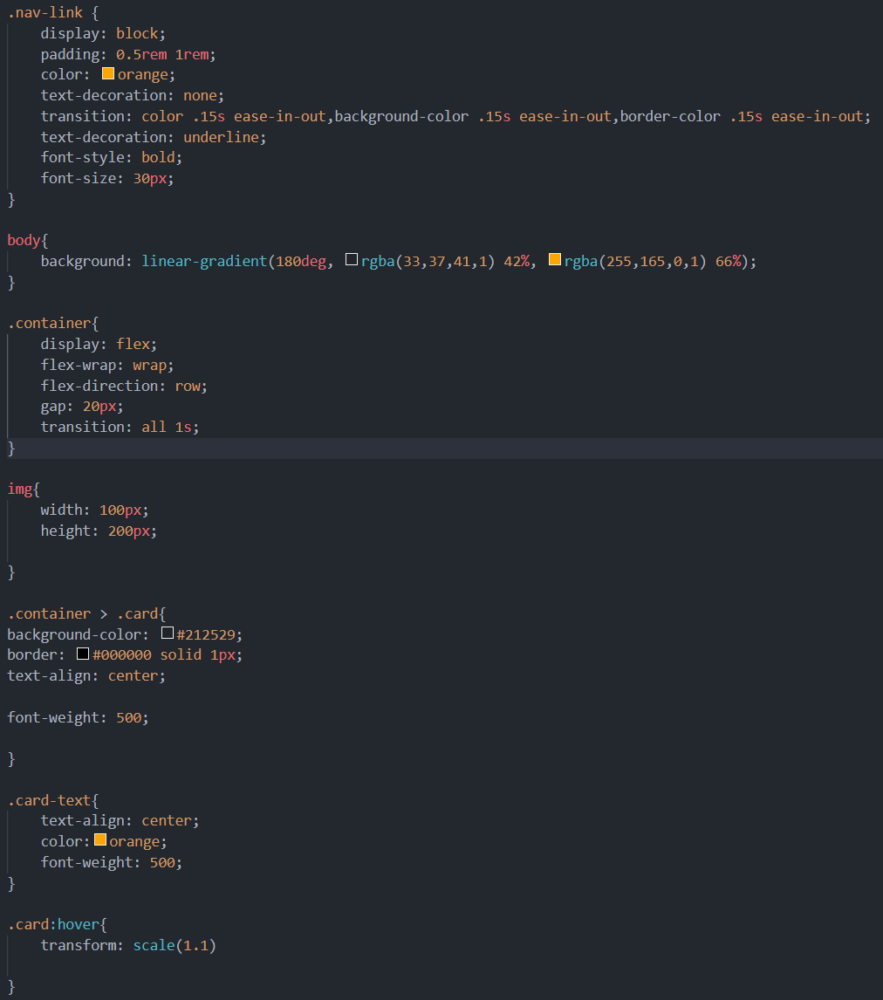 .nav-link {
    display: block;
    padding: 0.5rem 1rem;
    color: orange;
    text-decoration: none;
    transition: color .15s ease-in-out,background-color .15s ease-in-out,border-color .15s ease-in-out;
    text-decoration: underline;
    font-style: bold;
    font-size: 30px;
}

body{
    background: linear-gradient(180deg, rgba(33,37,41,1) 42%, rgba(255,165,0,1) 66%);
}

.container{
    display: flex;
    flex-wrap: wrap;
    flex-direction: row;
    gap: 20px;
    transition: all 1s;
}

img{
    width: 100px;
    height: 200px;

}

.container > .card{
background-color: #212529;
border: #000000 solid 1px;
text-align: center;

font-weight: 500;

}

.card-text{
    text-align: center;
    color:orange;
    font-weight: 500;
}

.card:hover{
    transform: scale(1.1)

}